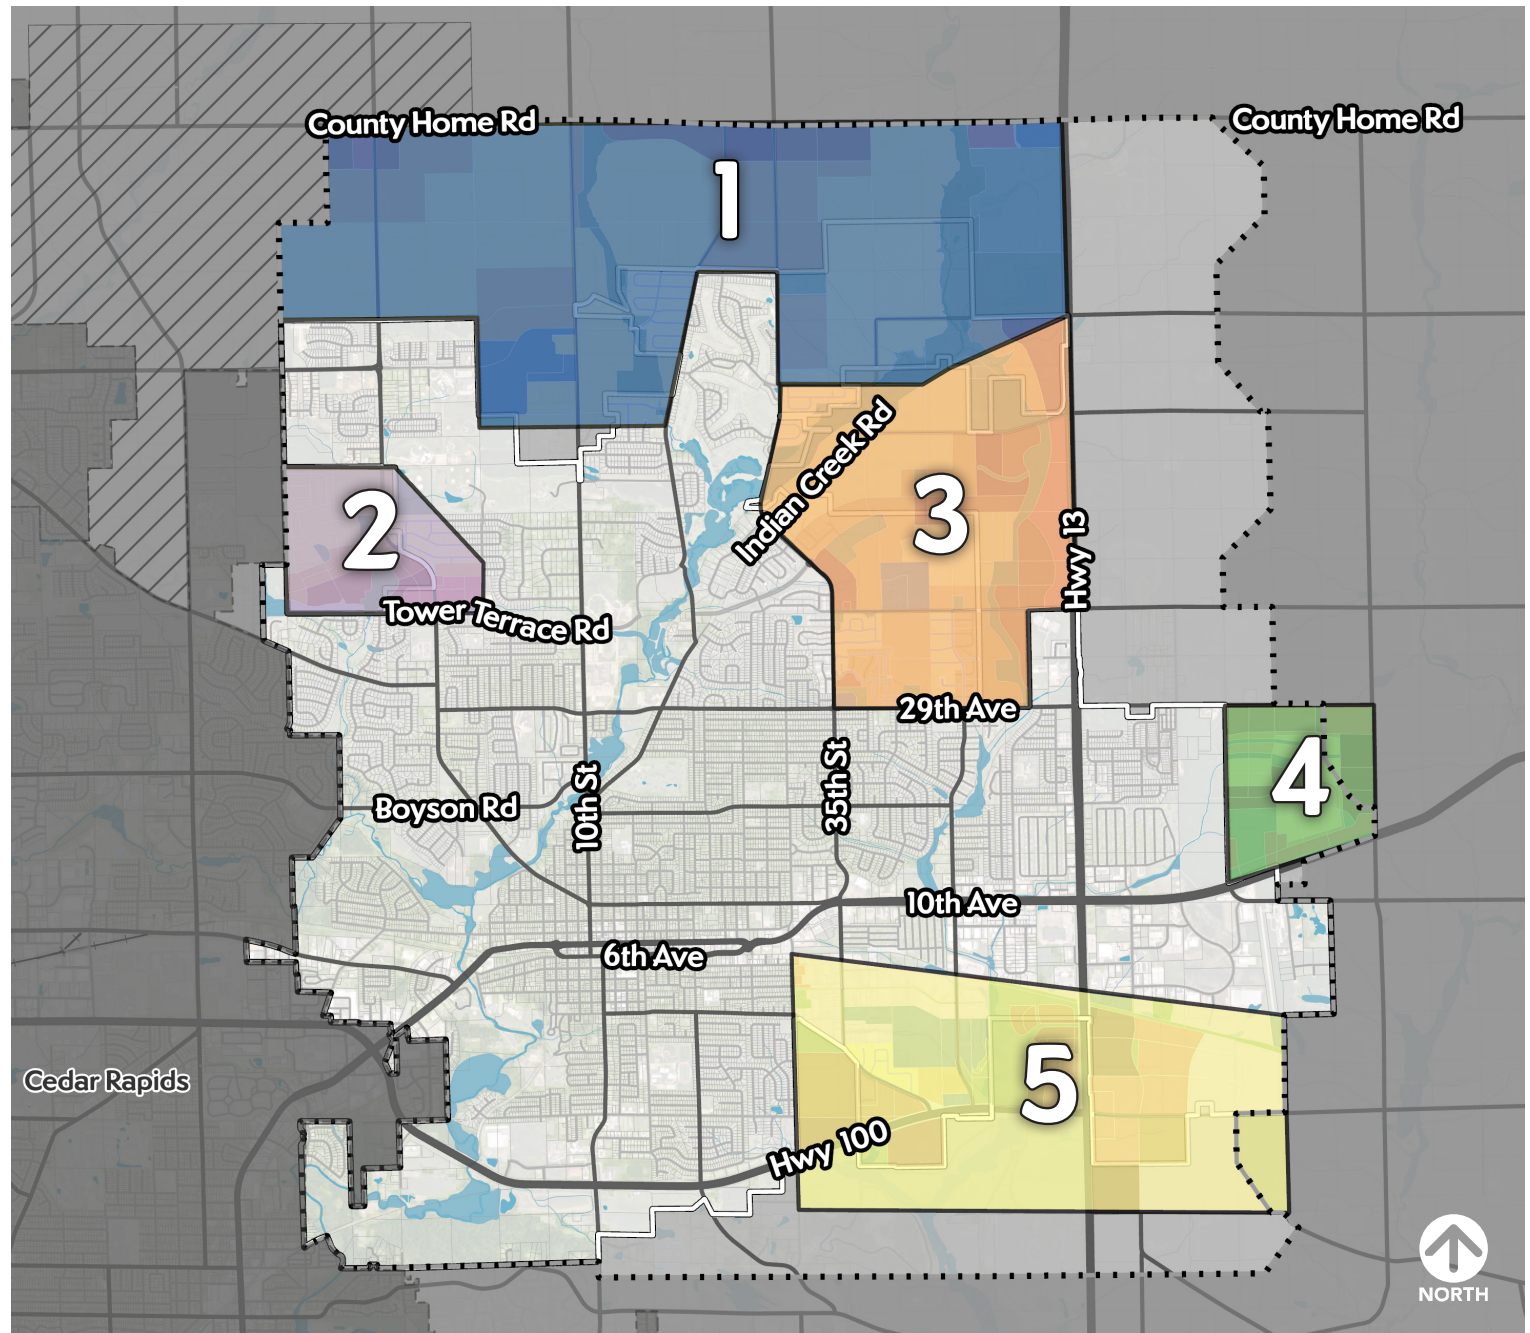 County Home Rd
County Home Rd
1
Indian Creek Rd
3
2
Hwy 13
Tower Terrace Rd
29th Ave
4
35th St
10th St
Boyson Rd
10th Ave
6th Ave
5
Cedar Rapids
Hwy 100
NORTH